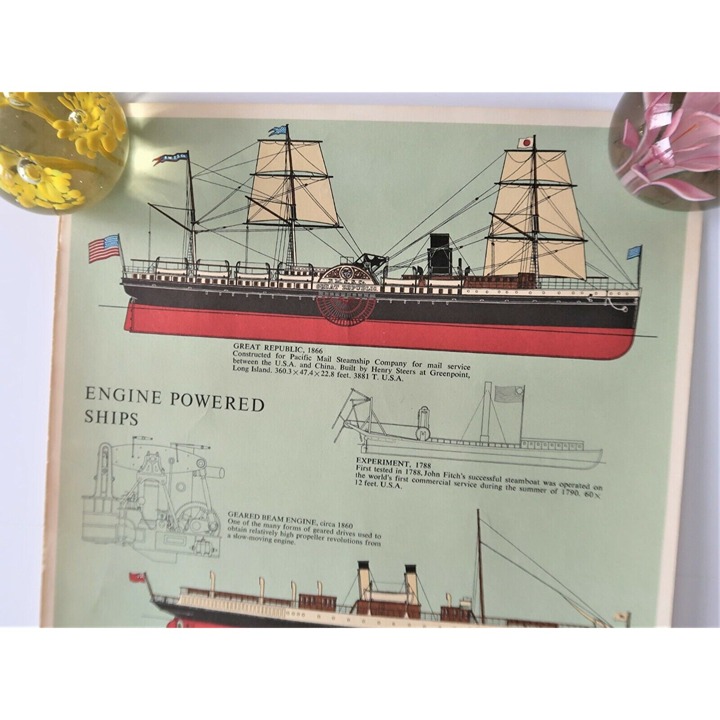 GREAT REPUBLIC
GREAT REPUBLIC, 1866
Constructed for Pacific Mail Steamship Company for mail service
between the U.S.A. and China. Built by Henry Steers at Greenpoint,
Long Island. 360.3 × 47.4 × 22.8 feet. 3881 T. U.S.A.
ENGINE POWERED
SHIPS
EXPERIMENT, 1788
First tested in 1788, John Fitch's successful steamboat was operated on
the world's first commercial service during the summer of 1790. 60 ×
12 feet. U.S.A.
GEARED BEAM ENGINE, circa 1860
One of the many forms of geared drives used to
obtain relatively high propeller revolutions from
a slow-moving engine.